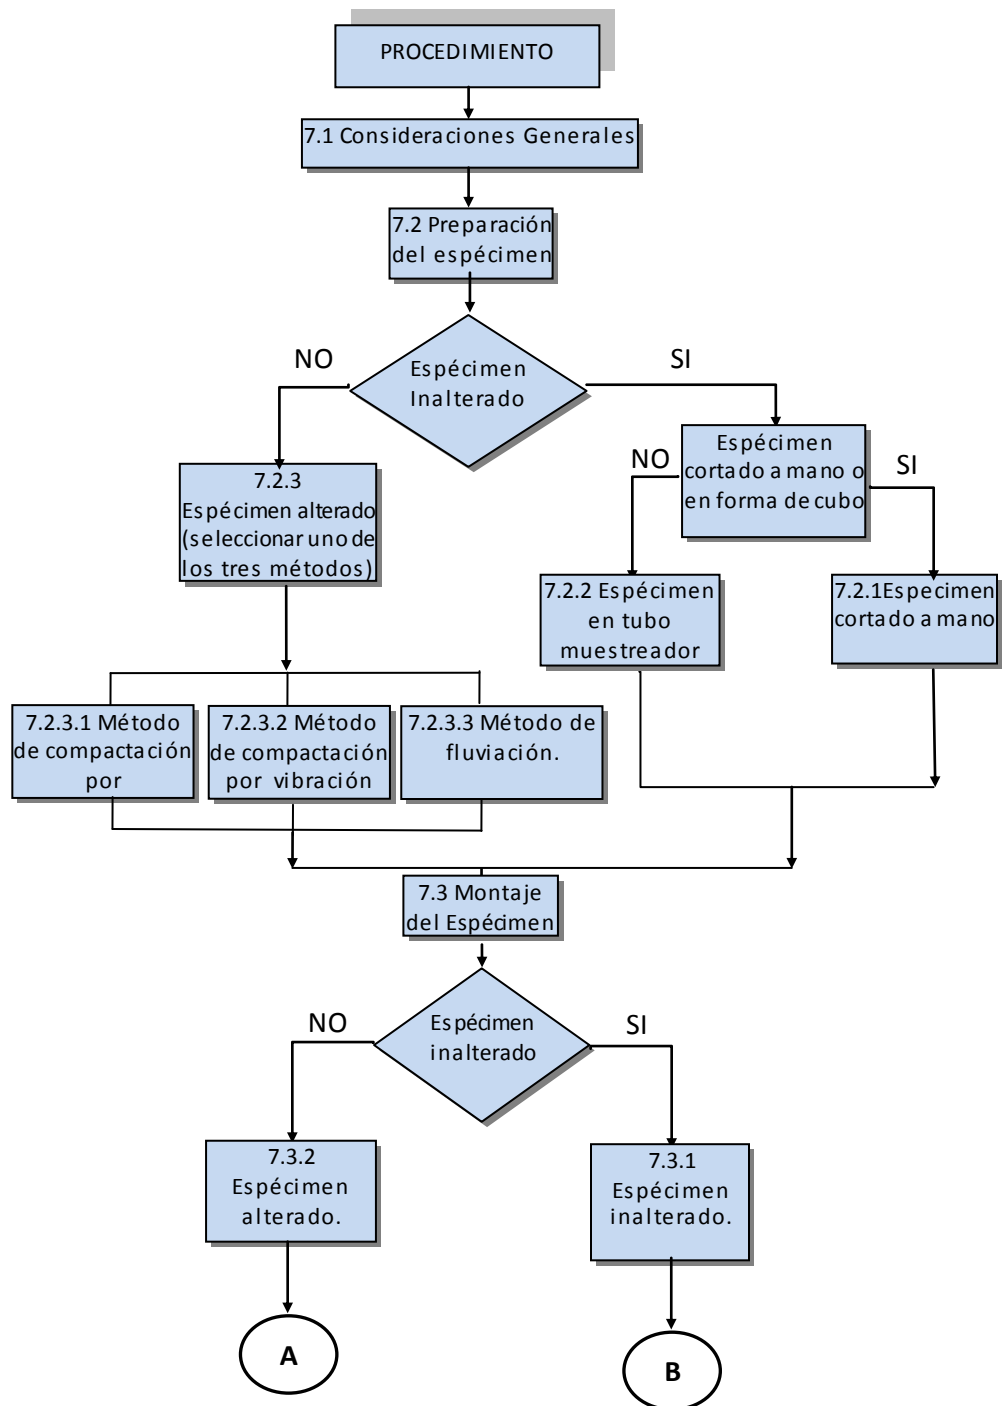 PROCEDIMIENTO
7.1 Consideraciones Generales
7.2 Preparación
del espécimen
Espécimen
Inalterado
NO
SI
Espécimen
cortado a mano o
en forma de cubo
NO
SI
7.2.3
Espécimen alterado
(seleccionar uno de
los tres métodos)
7.2.2 Espécimen
en tubo
muestreador
7.2.1Especimen
cortado a mano
7.2.3.1 Método
de compactación
por
7.2.3.2 Método
de compactación
por vibración
7.2.3.3 Método de
fluviación.
7.3 Montaje
del Espécimen
Espécimen
inalterado
NO
SI
7.3.2
Espécimen
alterado.
7.3.1
Espécimen
inalterado.
A
B